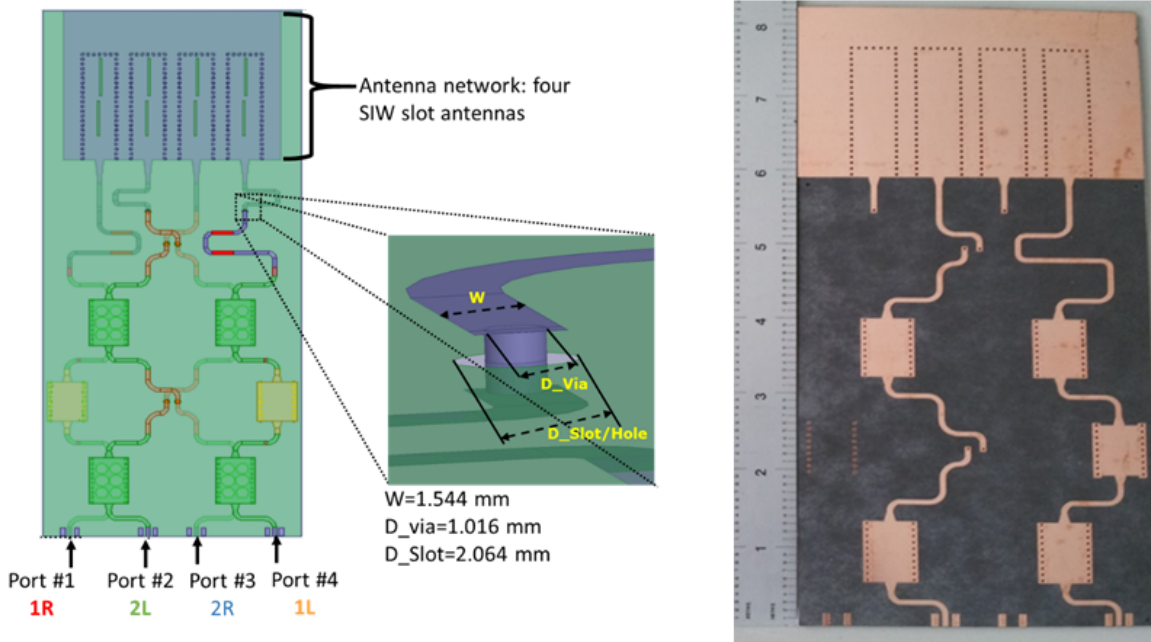 Antenna network: four
SIW slot antennas
W
D_Via
D_Slot/Hole
W=1.544 mm
D_via=1.016 mm
D_Slot=2.064 mm
Port #1
Port #2
Port #3
Port #4
1R
2L
2R
1L
8
7
6
5
4
3
2
1